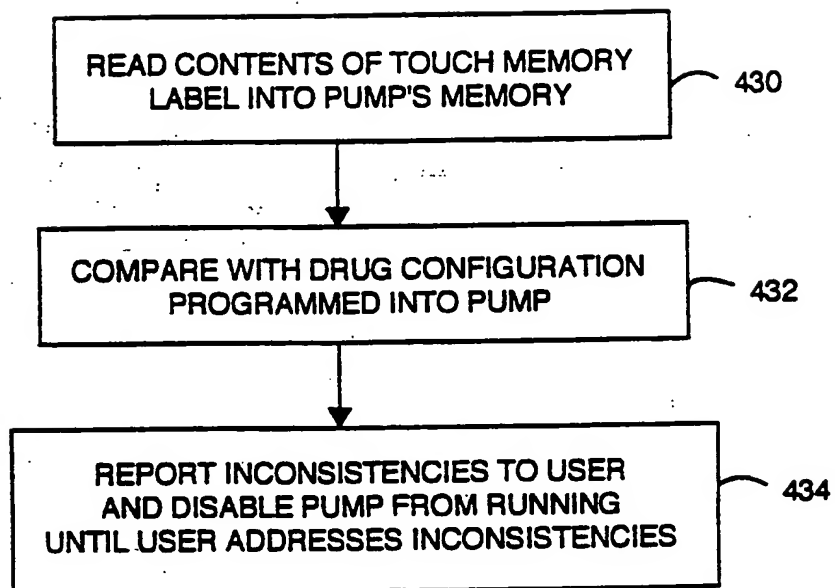 READ CONTENTS OF TOUCH MEMORY
LABEL INTO PUMP'S MEMORY
430
COMPARE WITH DRUG CONFIGURATION
PROGRAMMED INTO PUMP
432
REPORT INCONSISTENCIES TO USER
AND DISABLE PUMP FROM RUNNING
UNTIL USER ADDRESSES INCONSISTENCIES
434